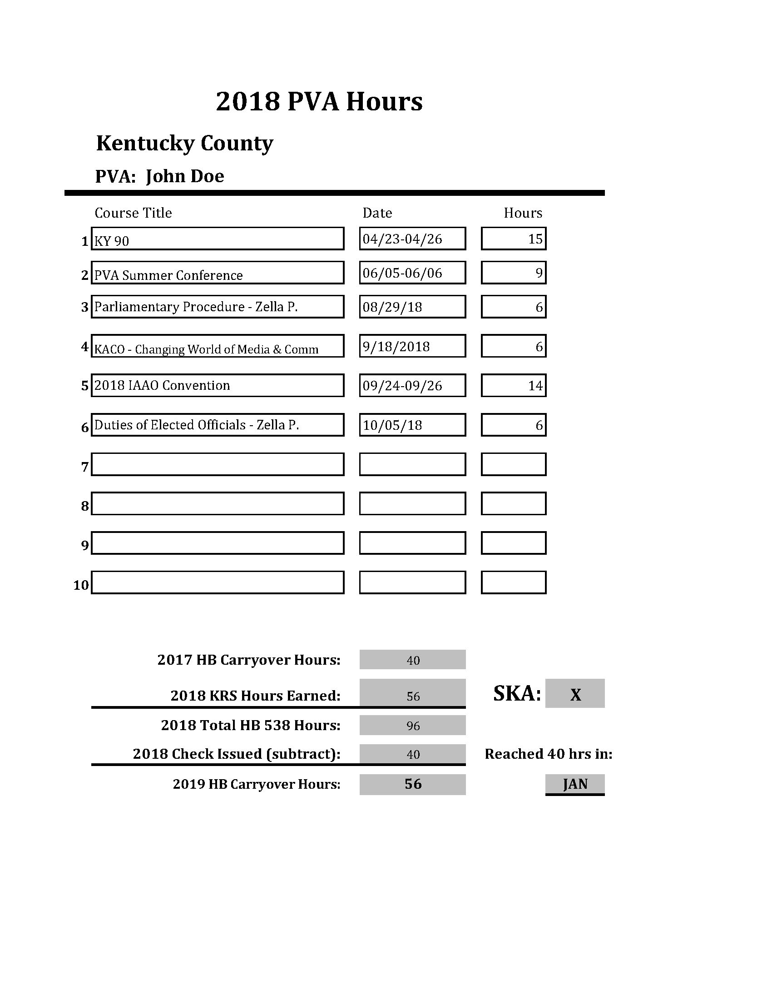 2018 PVA Hours
Kentucky County
PVA: John Doe
Course Title Date Hours
1 KY 90 04/23-04/26 15
2 PVA Summer Conference 06/05-06/06 9
3 Parliamentary Procedure - Zella P. 08/29/18 6
4 KACO - Changing World of Media & Comm 9/18/2018 6
5 2018 IAAO Convention 09/24-09/26 14
6 Duties of Elected Officials - Zella P. 10/05/18 6
7
8
9
10
2017 HB Carryover Hours: 40
2018 KRS Hours Earned: 56 SKA: X
2018 Total HB 538 Hours: 96
2018 Check Issued (subtract): 40 Reached 40 hrs in:
2019 HB Carryover Hours: 56 JAN